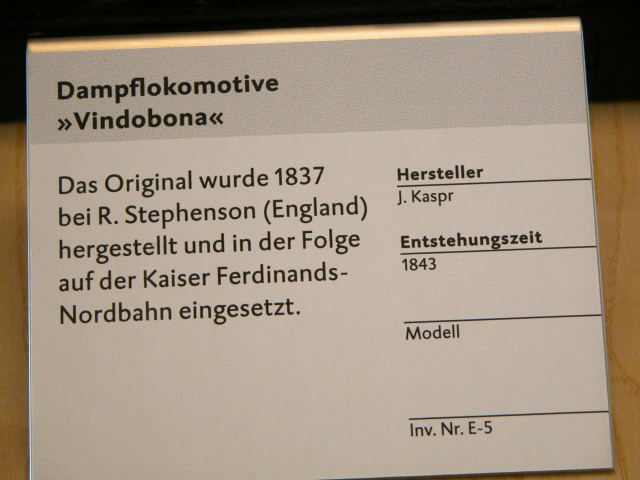 Dampflokomotive
»Vindobona«
Das Original wurde 1837
bei R. Stephenson (England)
hergestellt und in der Folge
auf der Kaiser Ferdinands-
Nordbahn eingesetzt.
Hersteller
J. Kaspr
Entstehungszeit
1843
Modell
Inv. Nr. E-5